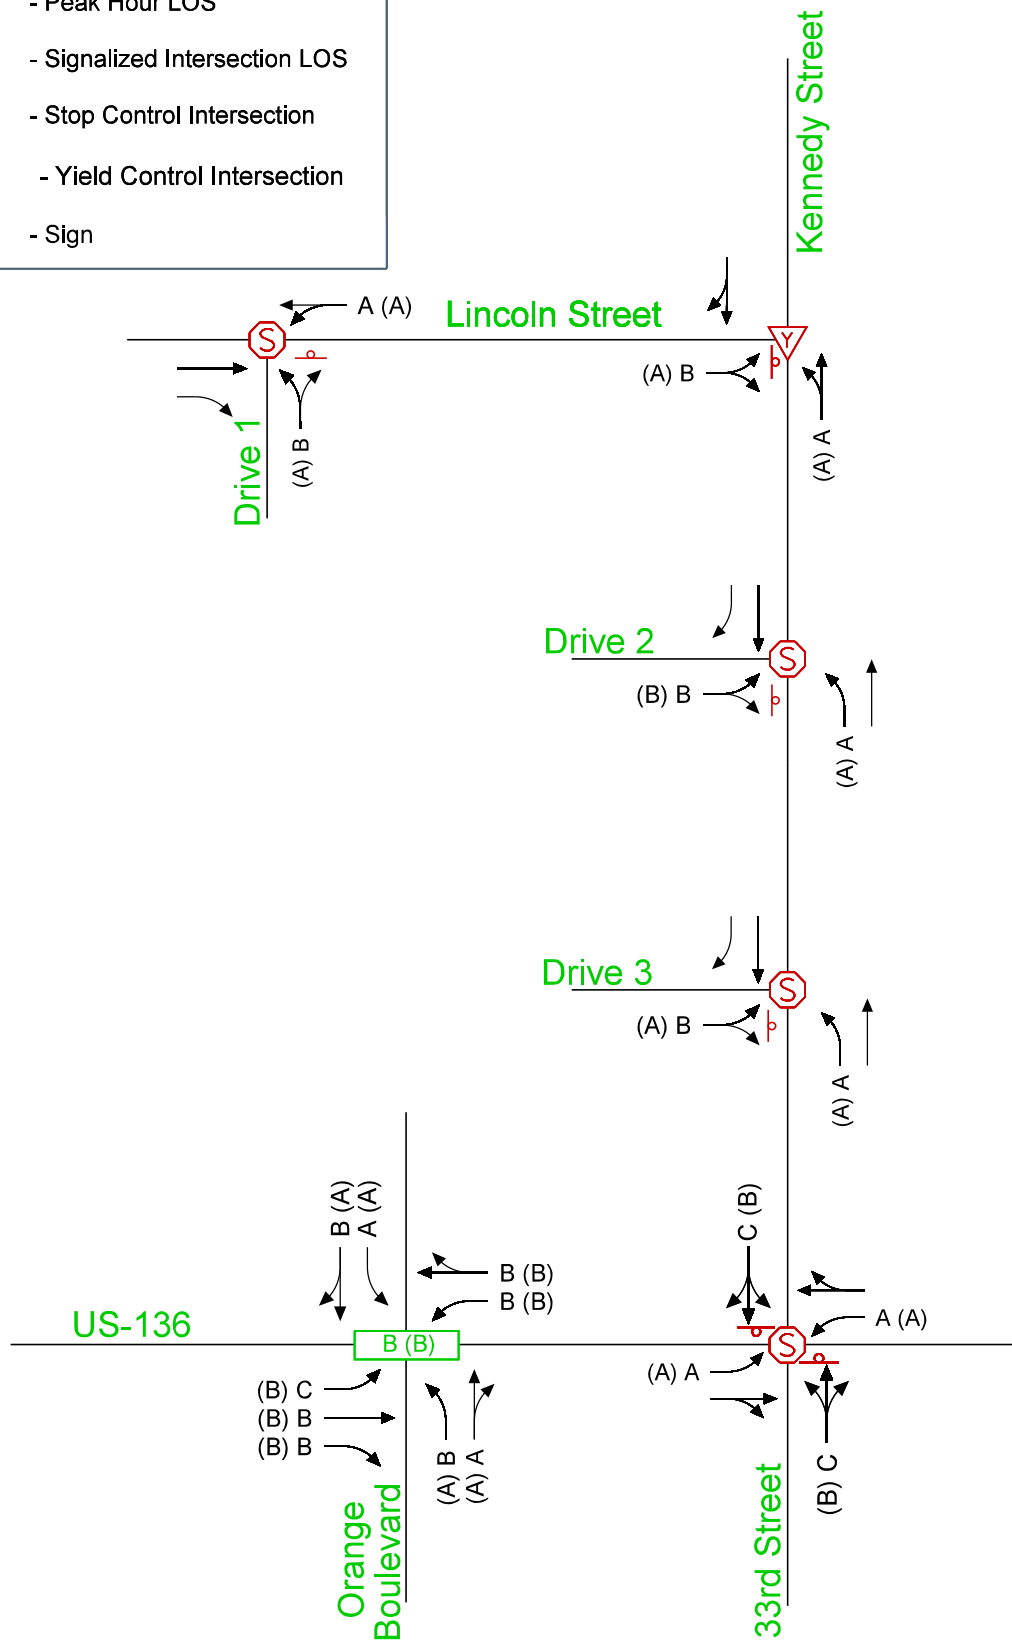 - Peak Hour LOS
- Signalized Intersection LOS
- Stop Control Intersection
- Yield Control Intersection
- Sign
Kennedy Street
Lincoln Street
A (A)
S
Y
(A) B
(A) B
(A) A
Drive 1
Drive 2
S
(B) B
(A) A
Drive 3
S
(A) B
(A) A
B (A)
A (A)
C (B)
B (B)
B (B)
US-136
B (B)
S
A (A)
(A) A
(B) C
(B) B
(B) B
(A) B
(A) A
(B) C
Orange
Boulevard
33rd Street